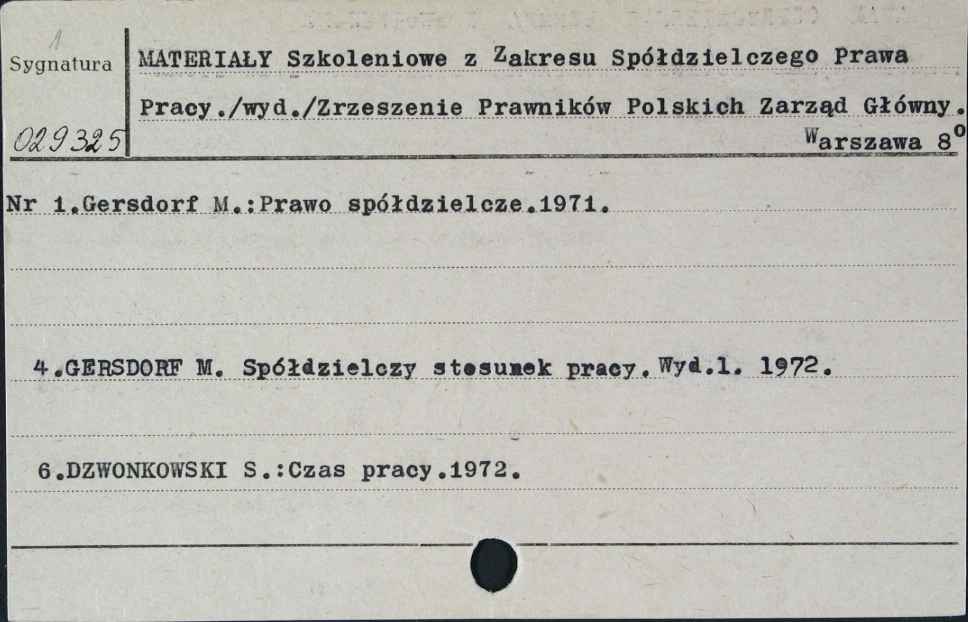 1
Sygnatura
029325
MATERIAŁY Szkoleniowe z Zakresu Spółdzielczego Prawa
Pracy./wyd./Zrzeszenie Prawników Polskich Zarząd Główny.
Warszawa 8º
Nr 1.Gersdorf M.:Prawo spółdzielcze.1971.
4.GERSDORF M. Spółdzielczy stosunek pracy. Wyd.1. 1972.
6.DZWONKOWSKI S.:Czas pracy.1972.